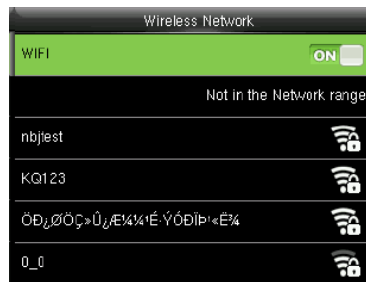 Wireless Network
WIFI ON
Not in the Network range
nbjtest
KQ123
ÖÐ¿ØÖÇ»Û¿Æ¼¼¹É·ÝÓÐÏÞ¹«Ë¾
0_0